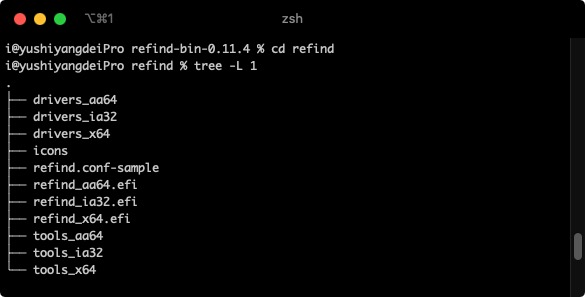 ⌥⌘1 zsh
i@yushiyangdeiPro refind-bin-0.11.4 % cd refind
i@yushiyangdeiPro refind % tree -L 1
.
├── drivers_aa64
├── drivers_ia32
├── drivers_x64
├── icons
├── refind.conf-sample
├── refind_aa64.efi
├── refind_ia32.efi
├── refind_x64.efi
├── tools_aa64
├── tools_ia32
└── tools_x64